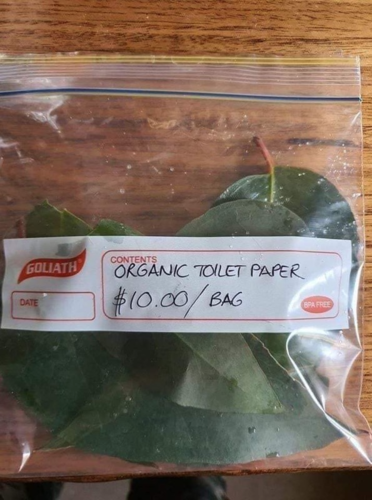 GOLIATH
CONTENTS
ORGANIC TOILET PAPER
DATE
$10.00/ BAG
BPA FREE